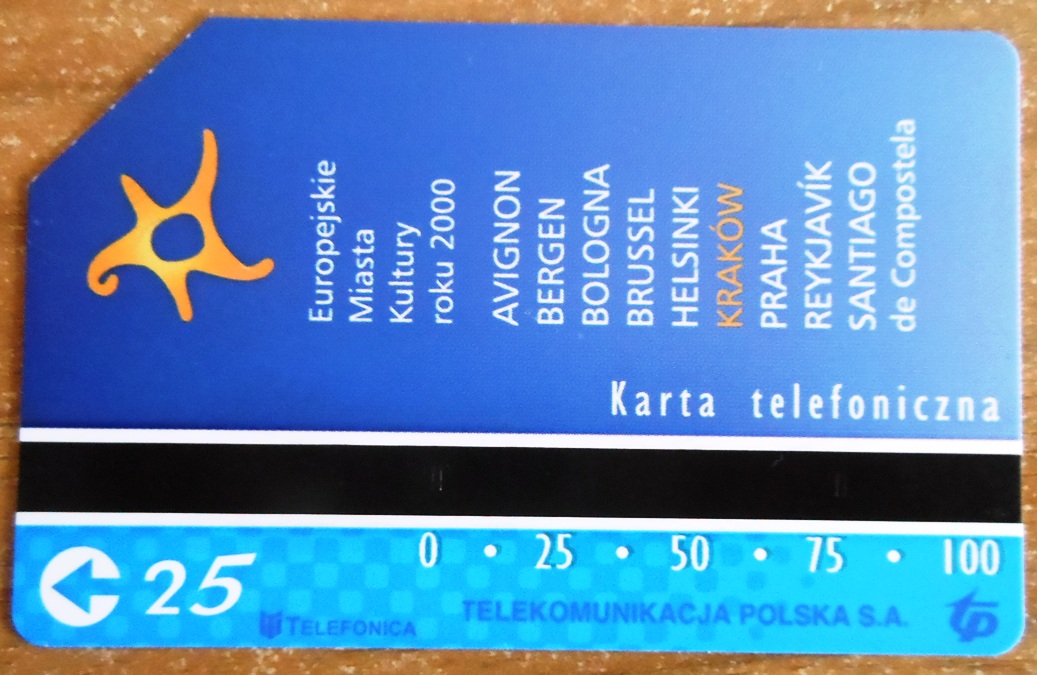 Europejskie
Miasta
Kultury
roku 2000
AVIGNON
BERGEN
BOLOGNA
BRUSSEL
HELSINKI
KRAKÓW
PRAHA
REYKJAVÍK
SANTIAGO
de Compostela
Karta telefoniczna
0 • 25 • 50 • 75 • 100
25
TELEFONICA
TELEKOMUNIKACJA POLSKA S.A.
tp